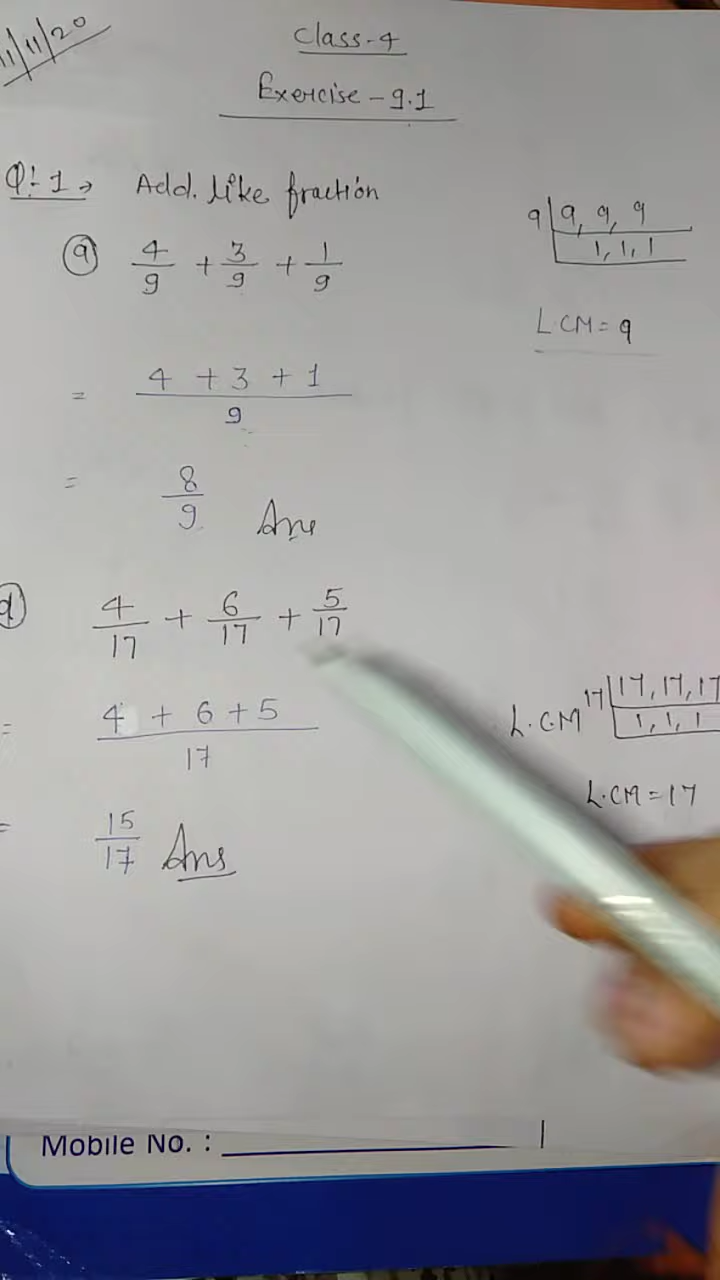 11/11/20
Class-4
Exercise-9.1
Q:-1→ Add. like fraction
(a) 4/9 + 3/9 + 1/9
9 | 9, 9, 9
1, 1, 1
L.CM = 9
= 4 + 3 + 1 / 9
= 8/9 Ans
(d) 4/17 + 6/17 + 5/17
= 4 + 6 + 5 / 17
L.C.M 17 | 17, 17, 17
1, 1, 1
L.CM = 17
= 15/17 Ans
Mobile No. :